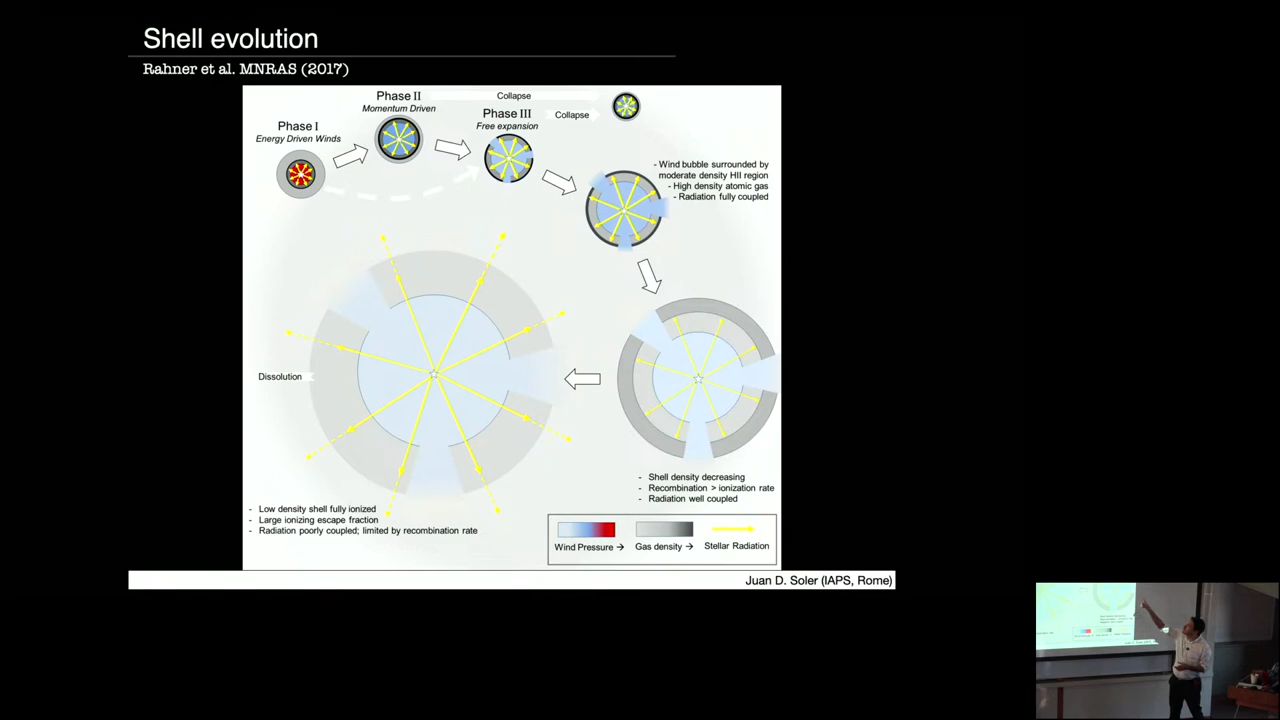 Shell evolution
Rahner et al. MNRAS (2017)
Phase I
Energy Driven Winds
Phase II
Momentum Driven
Collapse
Phase III
Free expansion
Collapse
- Wind bubble surrounded by
moderate density HII region
- High density atomic gas
- Radiation fully coupled
Dissolution
- Shell density decreasing
- Recombination > ionization rate
- Radiation well coupled
- Low density shell fully ionized
- Large ionizing escape fraction
- Radiation poorly coupled; limited by recombination rate
Wind Pressure →
Gas density →
Stellar Radiation
Juan D. Soler (IAPS, Rome)